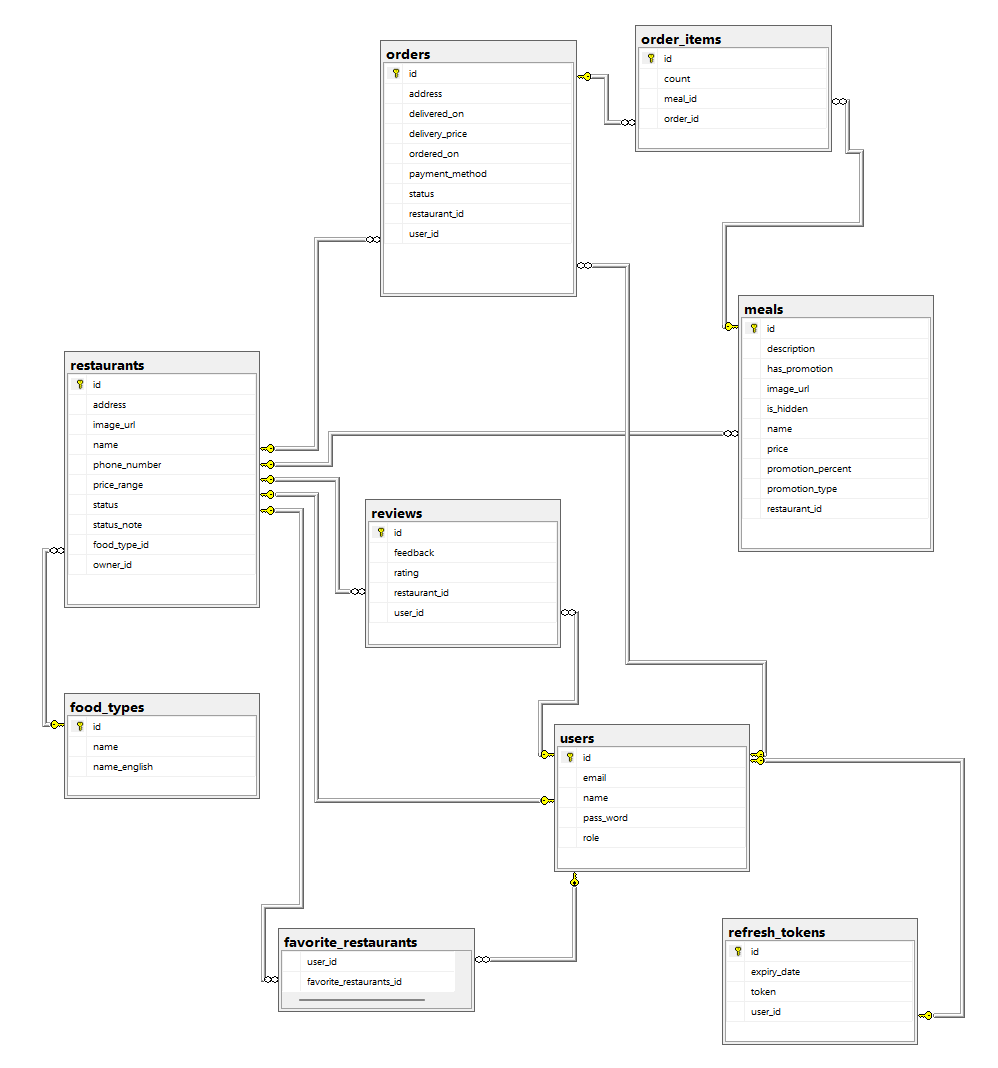 orders
id
address
delivered_on
delivery_price
ordered_on
payment_method
status
restaurant_id
user_id
order_items
id
count
meal_id
order_id
meals
id
description
has_promotion
image_url
is_hidden
name
price
promotion_percent
promotion_type
restaurant_id
restaurants
id
address
image_url
name
phone_number
price_range
status
status_note
food_type_id
owner_id
reviews
id
feedback
rating
restaurant_id
user_id
food_types
id
name
name_english
users
id
email
name
pass_word
role
favorite_restaurants
user_id
favorite_restaurants_id
refresh_tokens
id
expiry_date
token
user_id